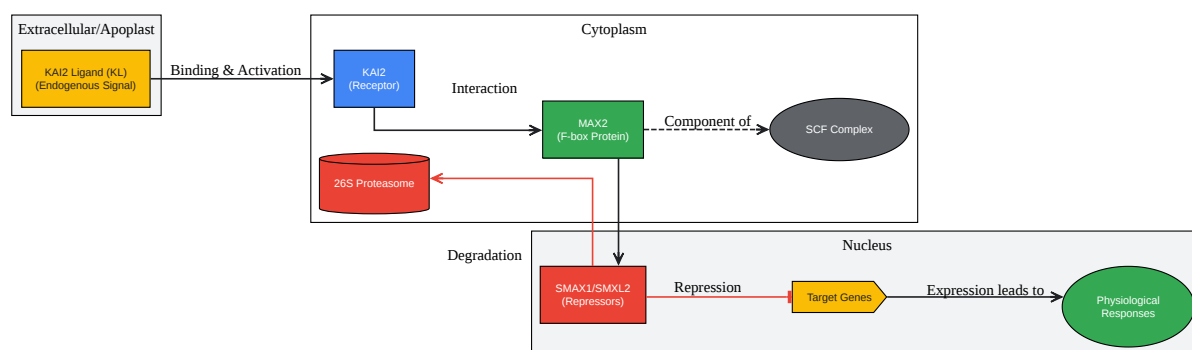 Extracellular/Apoplast
KAI2 Ligand (KL)
(Endogenous Signal)
Binding & Activation
Cytoplasm
KAI2
(Receptor)
Interaction
MAX2
(F-box Protein)
Component of
SCF Complex
26S Proteasome
Degradation
Nucleus
SMAX1/SMXL2
(Repressors)
Repression
Target Genes
Expression leads to
Physiological
Responses